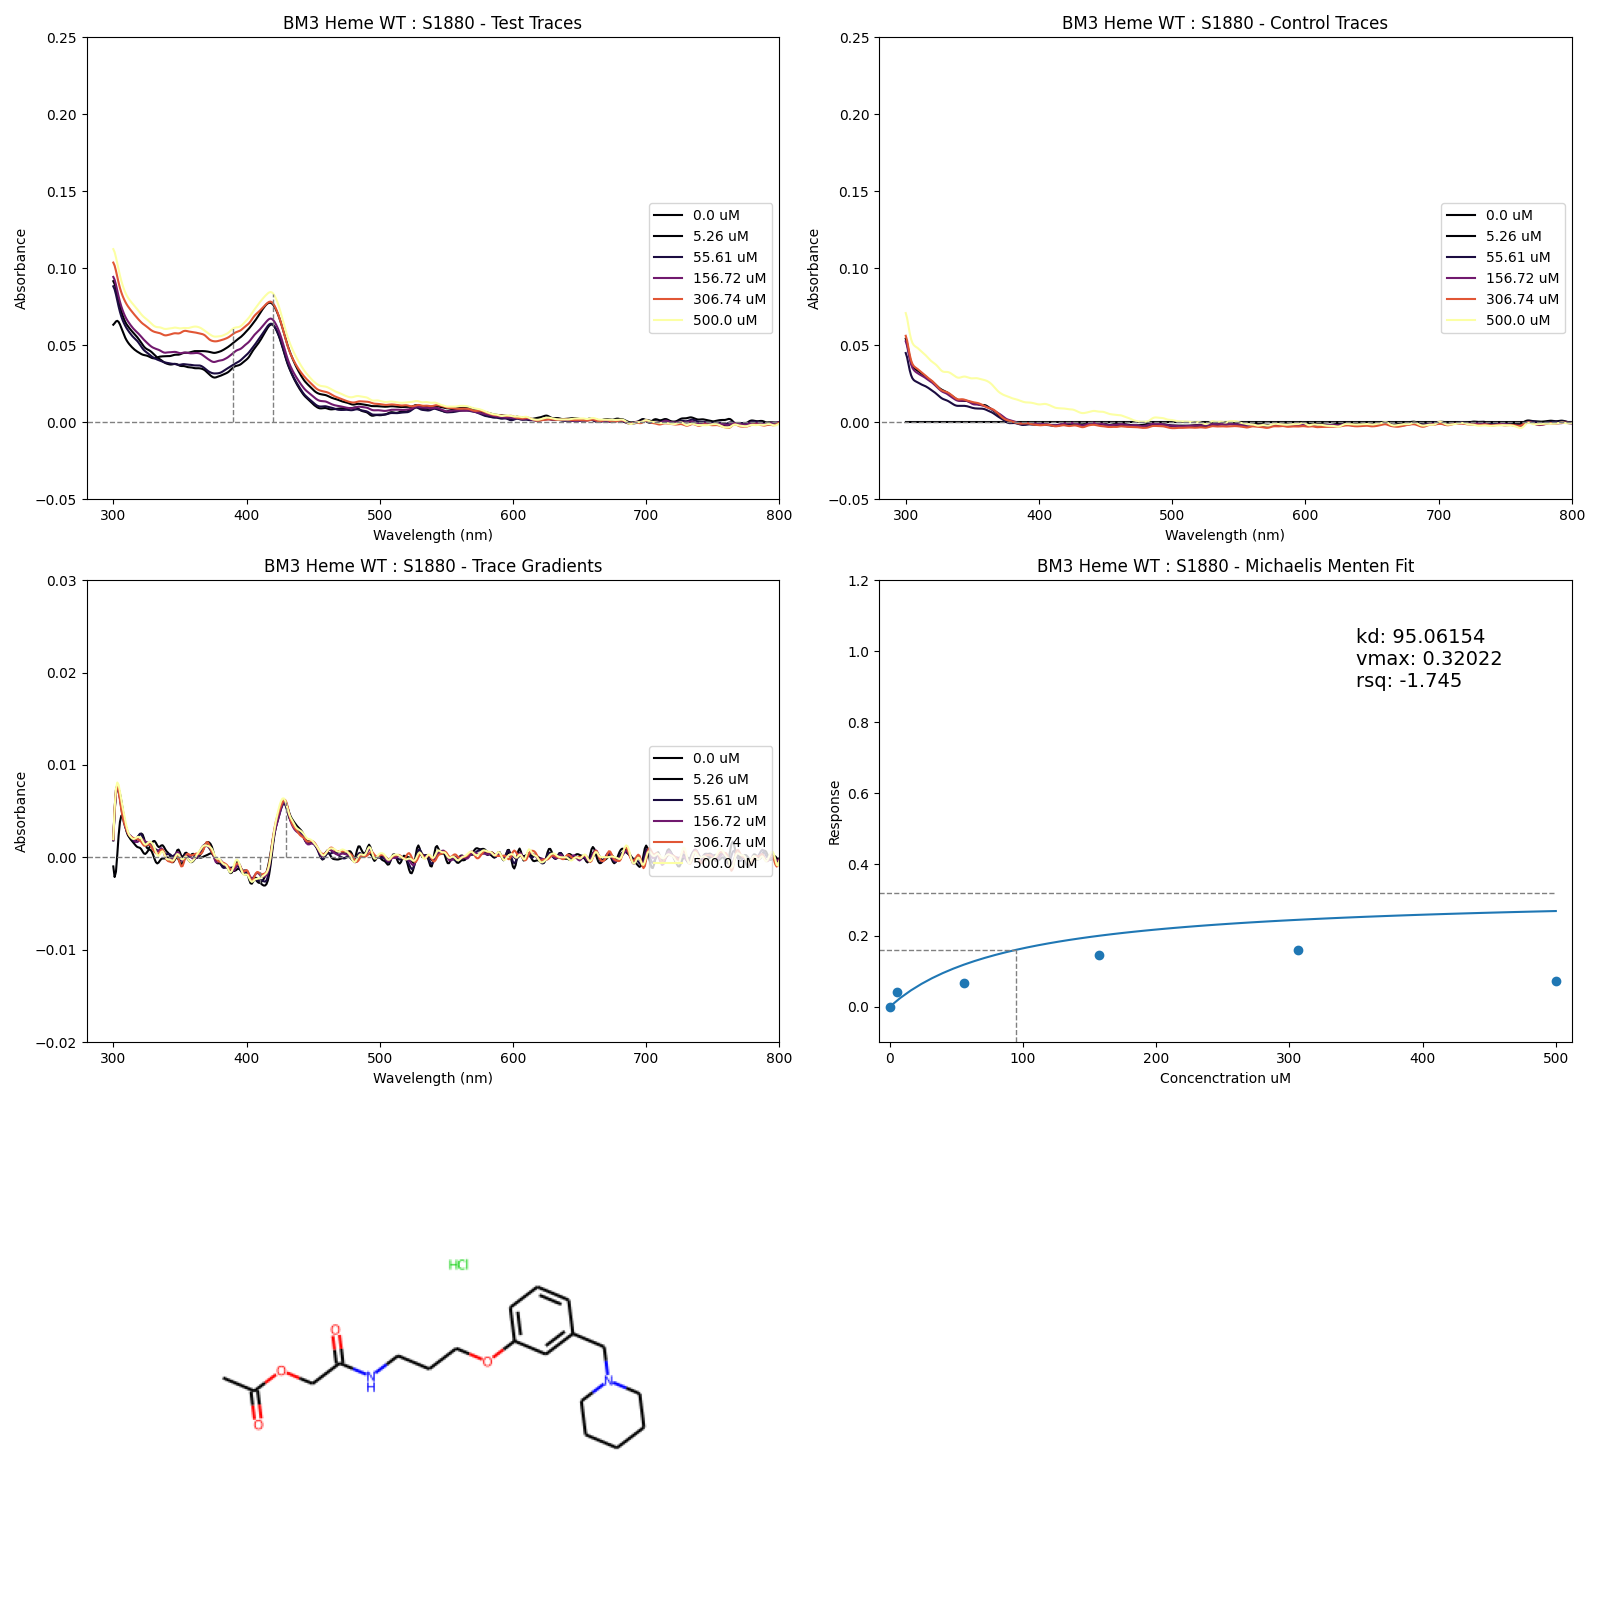 BM3 Heme WT : S1880 - Test Traces
0.25
0.20
0.15
0.10
0.05
0.00
−0.05
Absorbance
300
400
500
600
700
800
Wavelength (nm)
0.0 uM
5.26 uM
55.61 uM
156.72 uM
306.74 uM
500.0 uM
BM3 Heme WT : S1880 - Control Traces
0.25
0.20
0.15
0.10
0.05
0.00
−0.05
Absorbance
300
400
500
600
700
800
Wavelength (nm)
0.0 uM
5.26 uM
55.61 uM
156.72 uM
306.74 uM
500.0 uM
BM3 Heme WT : S1880 - Trace Gradients
0.03
0.02
0.01
0.00
−0.01
−0.02
Absorbance
300
400
500
600
700
800
Wavelength (nm)
0.0 uM
5.26 uM
55.61 uM
156.72 uM
306.74 uM
500.0 uM
BM3 Heme WT : S1880 - Michaelis Menten Fit
1.2
1.0
0.8
0.6
0.4
0.2
0.0
Response
0
100
200
300
400
500
Concenctration uM
kd: 95.06154
vmax: 0.32022
rsq: -1.745
HCl
O
O
N
H
O
O
N